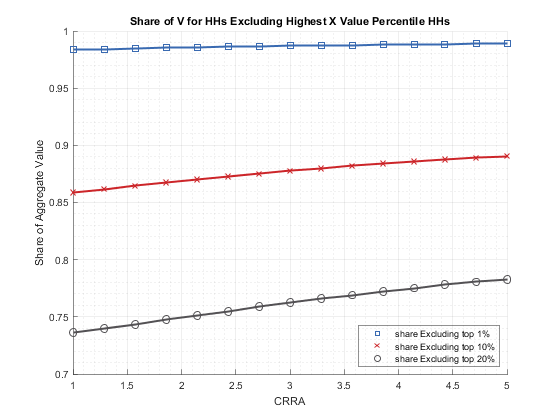 Share of V for HHs Excluding Highest X Value Percentile HHs
1
0.95
0.9
0.85
0.8
0.75
0.7
Share of Aggregate Value
1 1.5 2 2.5 3 3.5 4 4.5 5
CRRA
share Excluding top 1%
share Excluding top 10%
share Excluding top 20%